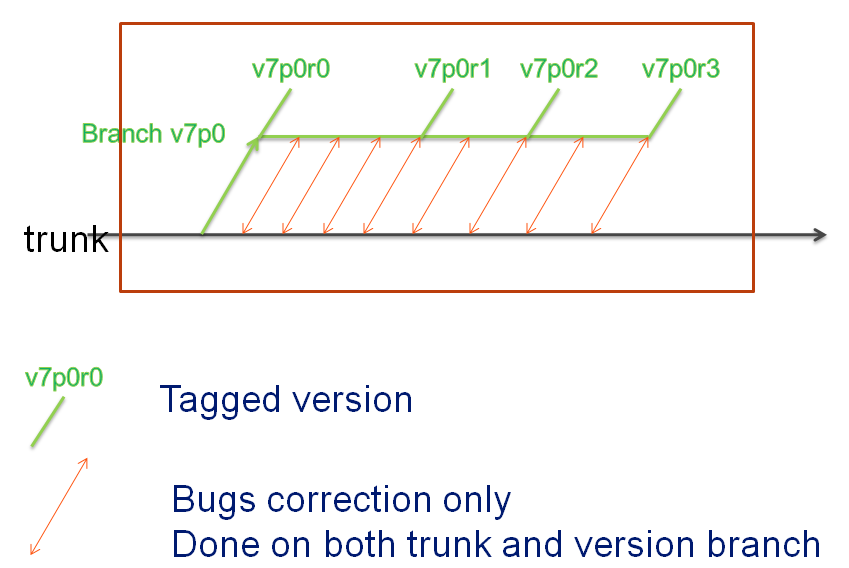 v7p0r0 v7p0r1 v7p0r2 v7p0r3
Branch v7p0
trunk
v7p0r0
Tagged version
Bugs correction only
Done on both trunk and version branch